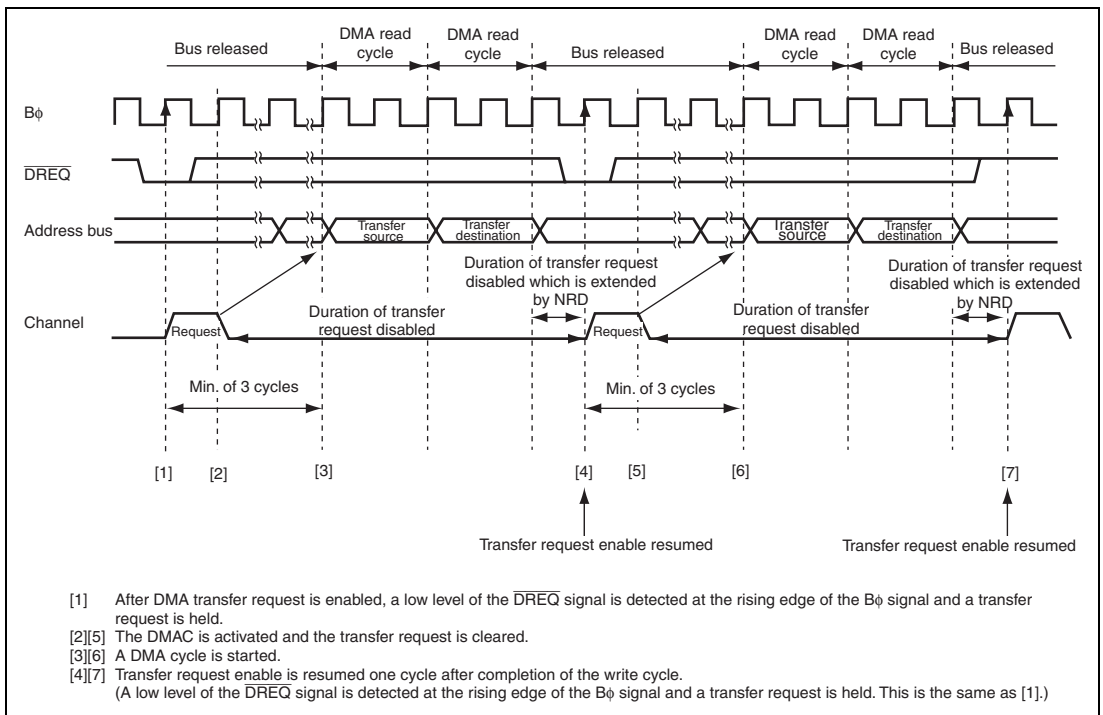 Bus released
DMA read
cycle
DMA read
cycle
Bus released
DMA read
cycle
DMA read
cycle
Bus released
Bφ
DREQ
Address bus
Transfer
source
Transfer
destination
Transfer
source
Transfer
destination
Channel
Request
Duration of transfer
request disabled
Duration of transfer request
disabled which is extended
by NRD
Request
Duration of transfer
request disabled
Duration of transfer request
disabled which is extended
by NRD
Min. of 3 cycles
Min. of 3 cycles
[1]
[2]
[3]
[4]
[5]
[6]
[7]
Transfer request enable resumed
Transfer request enable resumed
[1] After DMA transfer request is enabled, a low level of the DREQ signal is detected at the rising edge of the Bφ signal and a transfer
request is held.
[2][5] The DMAC is activated and the transfer request is cleared.
[3][6] A DMA cycle is started.
[4][7] Transfer request enable is resumed one cycle after completion of the write cycle.
(A low level of the DREQ signal is detected at the rising edge of the Bφ signal and a transfer request is held. This is the same as [1].)